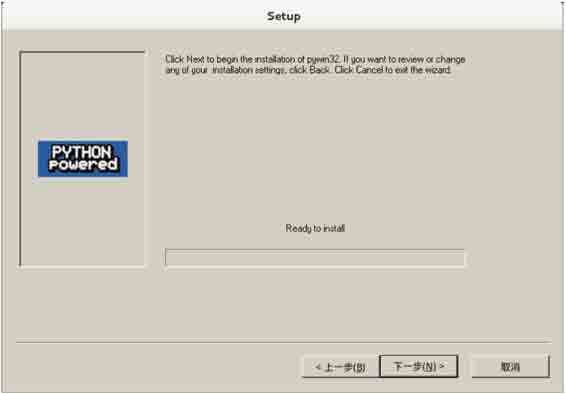 Setup
Click Next to begin the installation of pywin32. If you want to review or change
any of your installation settings, click Back. Click Cancel to exit the wizard.
PYTHON
powered
Ready to install
< 上一步(B)
下一步(N) >
取消